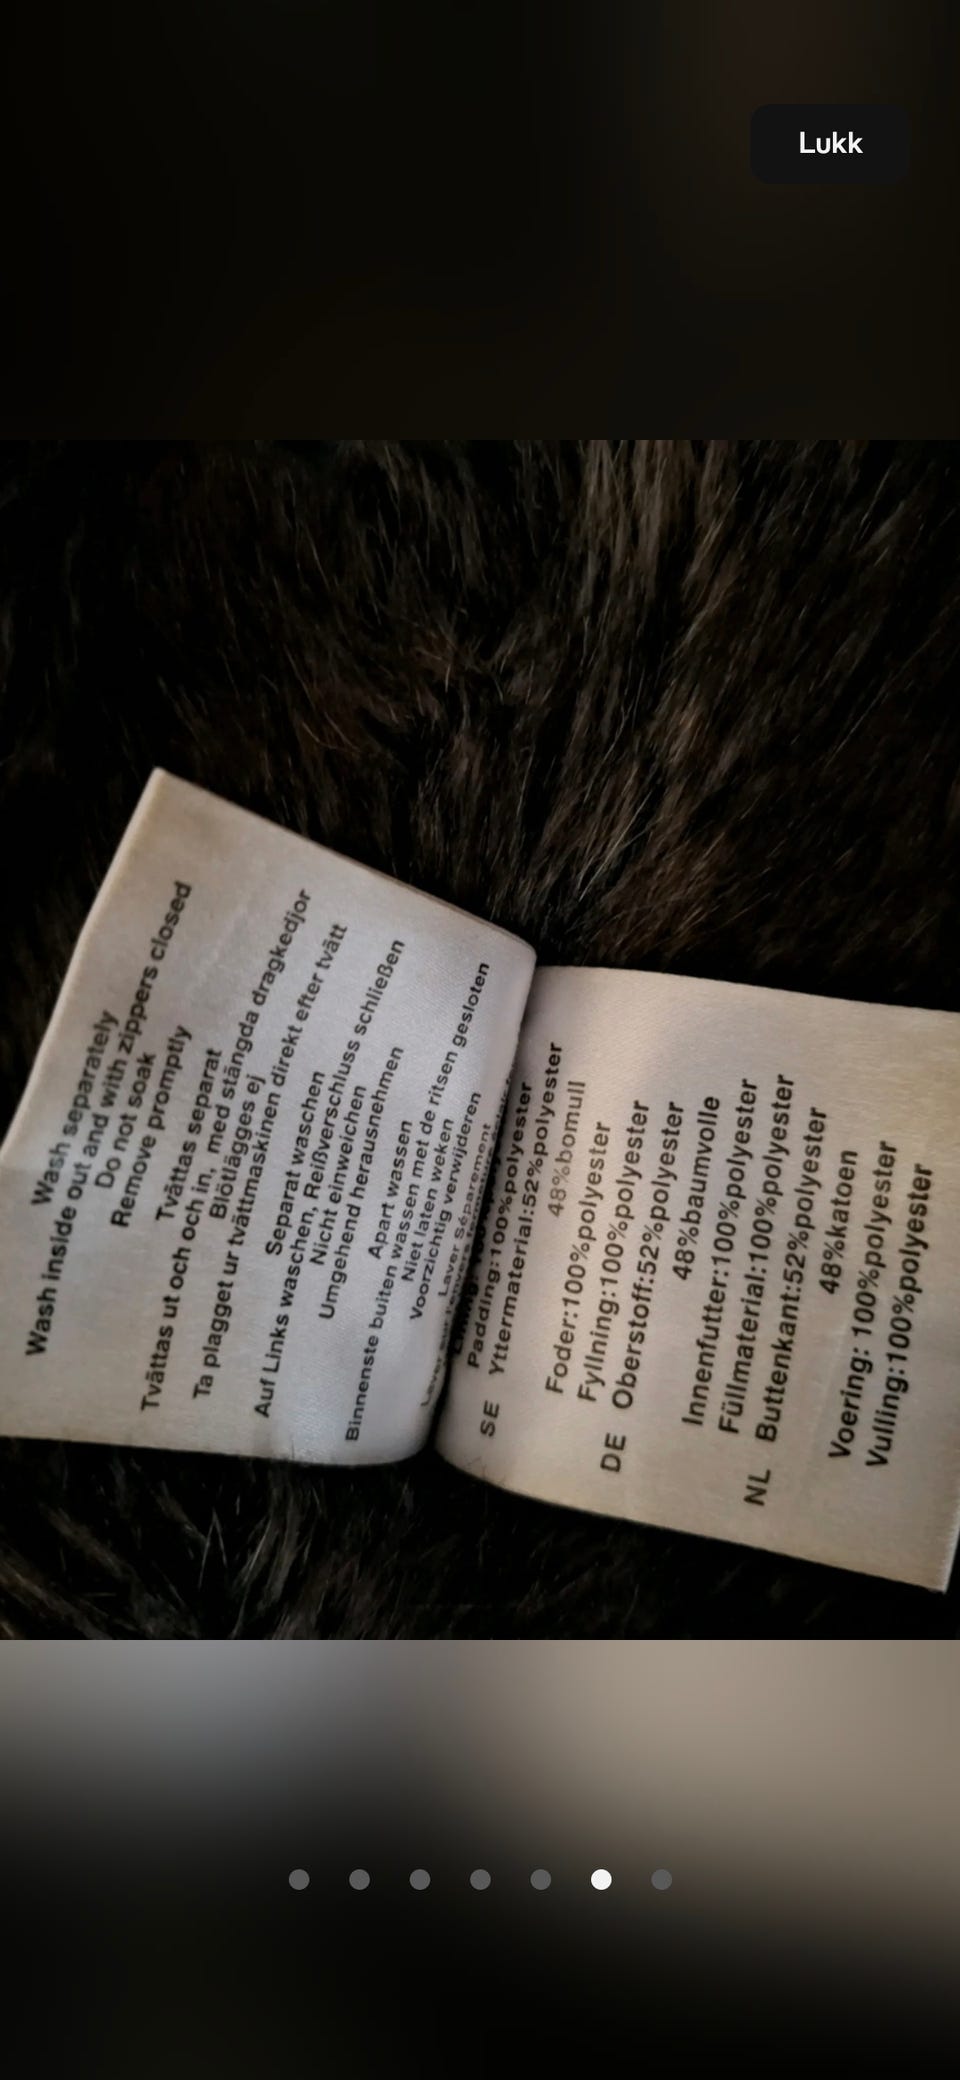 Lukk
Wash separately
Wash inside out and with zippers closed
Do not soak
Remove promptly
Tvättas separat
Tvättas ut och och in, med stängda dragkedjor
Blötlägges ej
Ta plagget ur tvättmaskinen direkt efter tvätt
Separat waschen
Auf Links waschen, Reißverschluss schließen
Nicht einweichen
Umgehend herausnehmen
Apart wassen
Binnenste buiten wassen met de ritsen gesloten
Niet laten weken
Voorzichtig verwijderen
Laver Séparement
Padding:100%polyester
SE Yttermaterial:52%polyester
48%bomull
Foder:100%polyester
Fyllning:100%polyester
DE Oberstoff:52%polyester
48%baumvolle
Innenfutter:100%polyester
Füllmaterial:100%polyester
NL Buttenkant:52%polyester
48%katoen
Voering: 100%polyester
Vulling:100%polyester